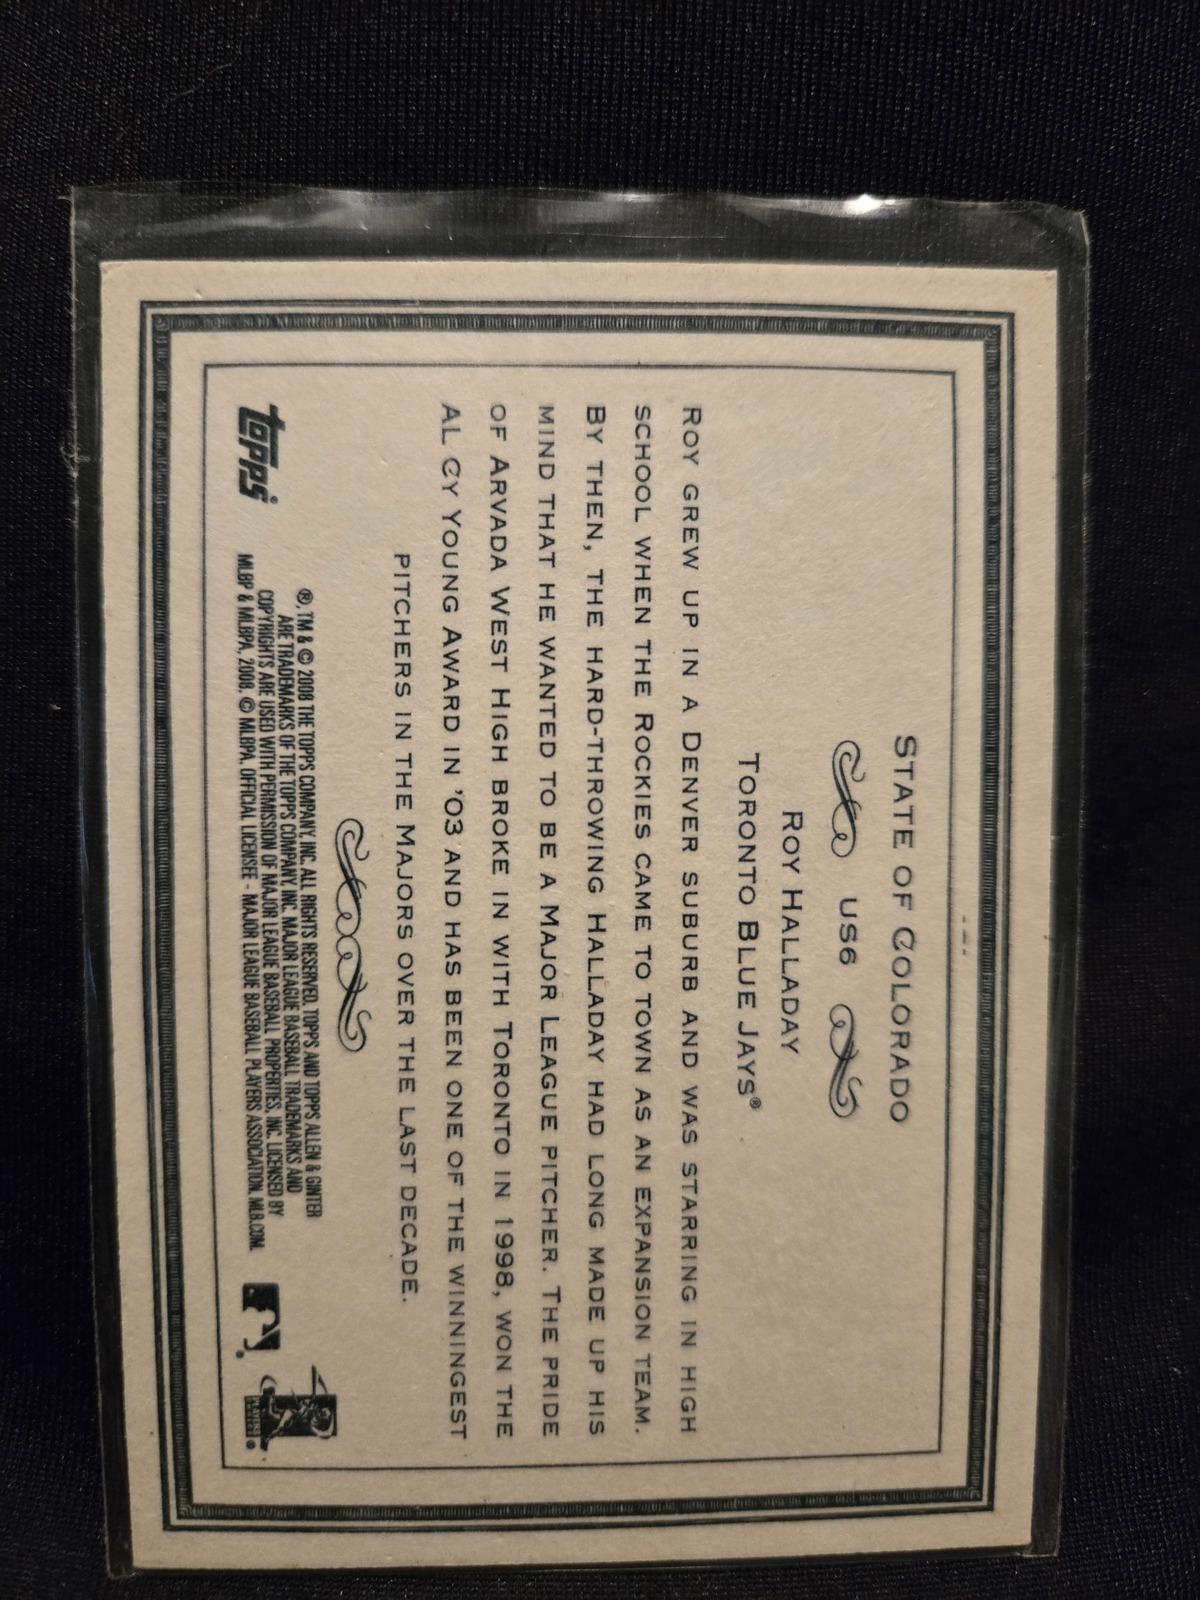 STATE OF COLORADO
US6
ROY HALLADAY
TORONTO BLUE JAYS®
ROY GREW UP IN A DENVER SUBURB AND WAS STARRING IN HIGH
SCHOOL WHEN THE ROCKIES CAME TO TOWN AS AN EXPANSION TEAM.
BY THEN, THE HARD-THROWING HALLADAY HAD LONG MADE UP HIS
MIND THAT HE WANTED TO BE A MAJOR LEAGUE PITCHER. THE PRIDE
OF ARVADA WEST HIGH BROKE IN WITH TORONTO IN 1998, WON THE
AL CY YOUNG AWARD IN '03 AND HAS BEEN ONE OF THE WINNINGEST
PITCHERS IN THE MAJORS OVER THE LAST DECADE.
topps®
®, TM & © 2008 THE TOPPS COMPANY, INC. ALL RIGHTS RESERVED. TOPPS AND TOPPS ALLEN & GINTER
ARE TRADEMARKS OF THE TOPPS COMPANY, INC. MAJOR LEAGUE BASEBALL TRADEMARKS AND
COPYRIGHTS ARE USED WITH PERMISSION OF MAJOR LEAGUE BASEBALL PROPERTIES, INC. LICENSED BY
MLBP & MLBPA, 2008. © MLBPA. OFFICIAL LICENSEE - MAJOR LEAGUE BASEBALL PLAYERS ASSOCIATION. MLB.COM.